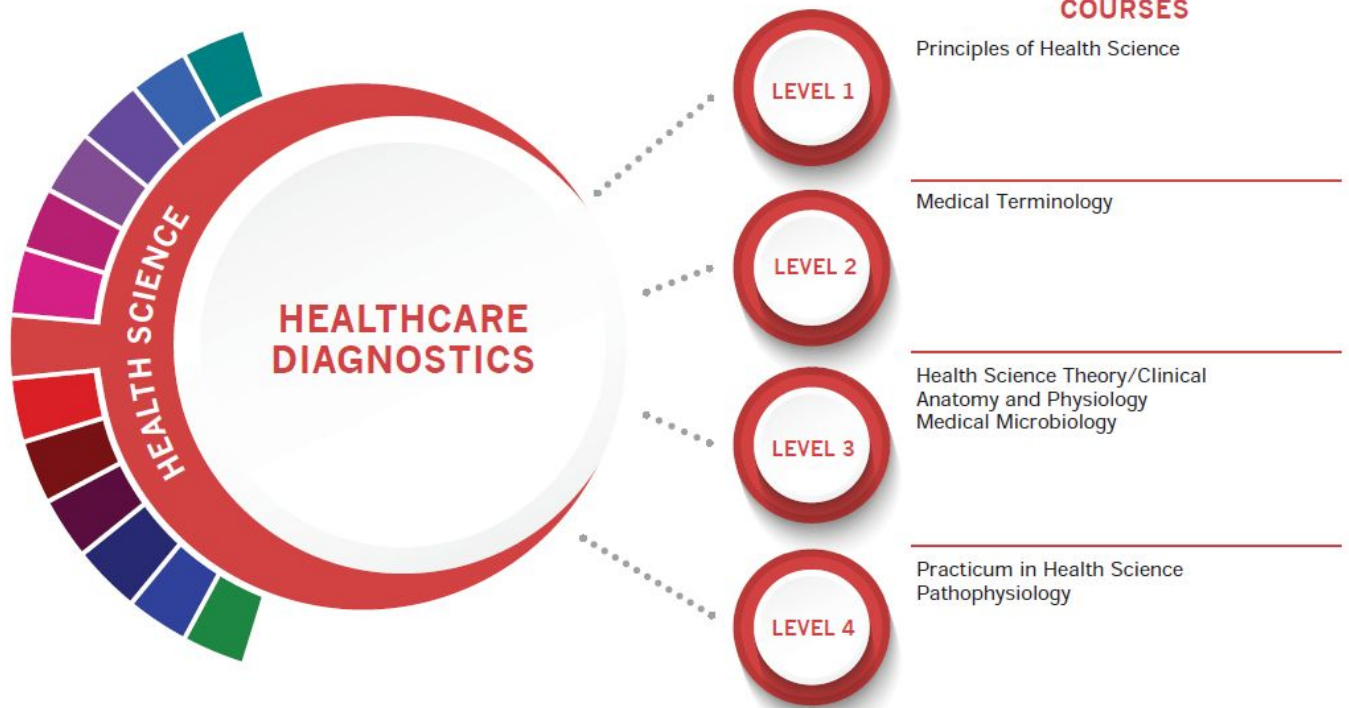 HEALTH SCIENCE
HEALTHCARE
DIAGNOSTICS
COURSES
LEVEL 1
Principles of Health Science
LEVEL 2
Medical Terminology
LEVEL 3
Health Science Theory/Clinical
Anatomy and Physiology
Medical Microbiology
LEVEL 4
Practicum in Health Science
Pathophysiology